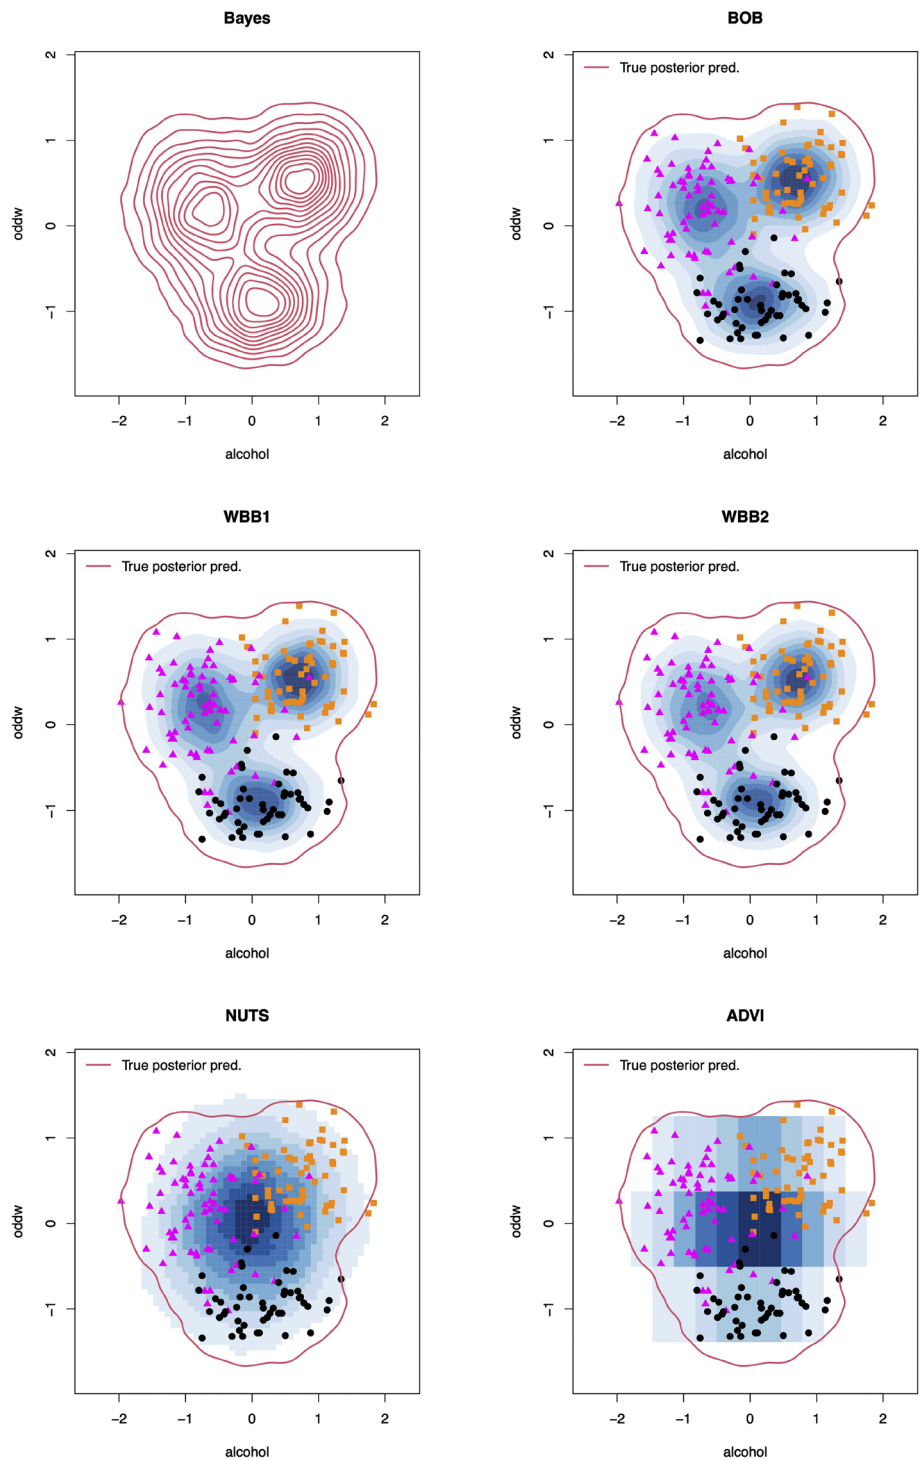 Bayes
BOB
2
1
0
−1
oddw
−2 −1 0 1 2
alcohol
True posterior pred.
2
1
0
−1
oddw
−2 −1 0 1 2
alcohol
WBB1
WBB2
True posterior pred.
2
1
0
−1
oddw
−2 −1 0 1 2
alcohol
True posterior pred.
2
1
0
−1
oddw
−2 −1 0 1 2
alcohol
NUTS
ADVI
True posterior pred.
2
1
0
−1
oddw
−2 −1 0 1 2
alcohol
True posterior pred.
2
1
0
−1
oddw
−2 −1 0 1 2
alcohol